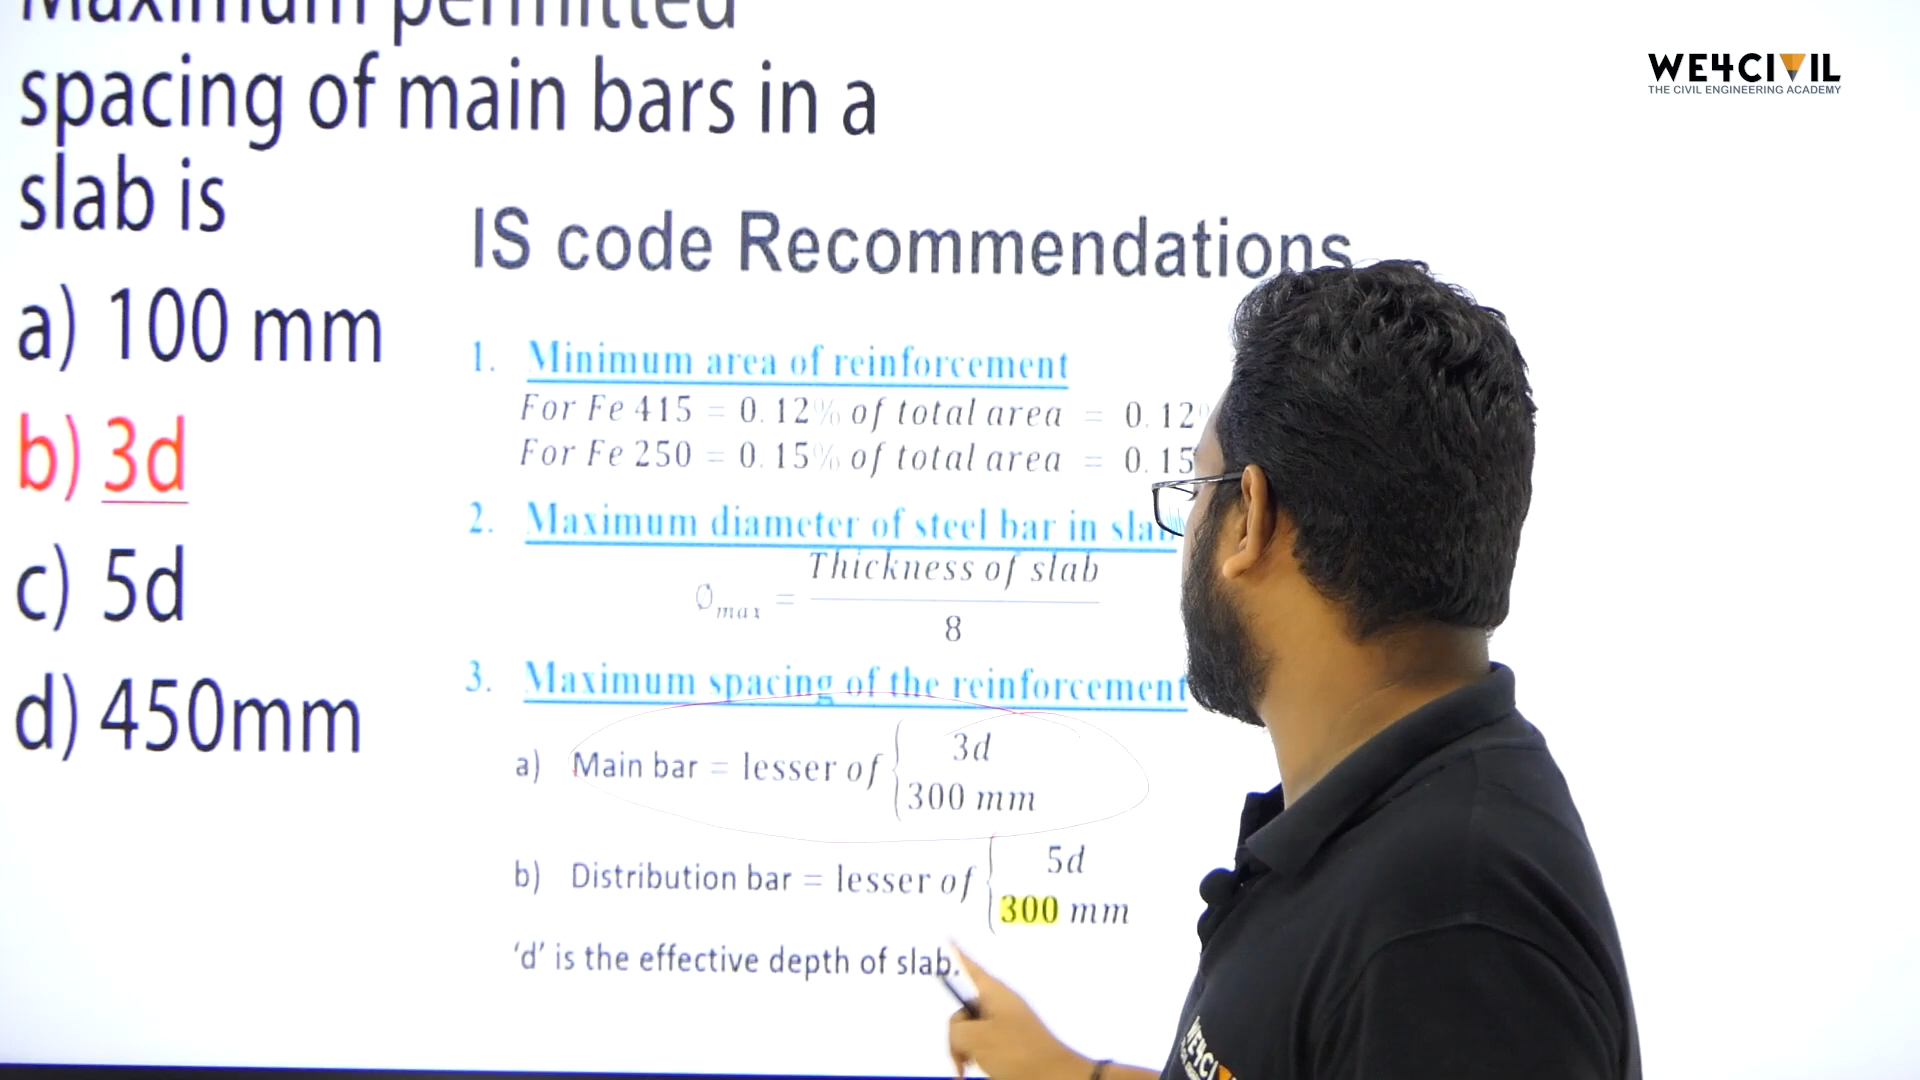 Maximum permitted
spacing of main bars in a
slab is
a) 100 mm
b) 3d
c) 5d
d) 450mm
WE4CIVIL
THE CIVIL ENGINEERING ACADEMY
IS code Recommendations
1. Minimum area of reinforcement
For Fe 415 = 0.12% of total area = 0.12
For Fe 250 = 0.15% of total area = 0.15
2. Maximum diameter of steel bar in slab
Ø max = Thickness of slab
8
3. Maximum spacing of the reinforcement
a) Main bar = lesser of { 3d
300 mm
b) Distribution bar = lesser of { 5d
300 mm
'd' is the effective depth of slab.
WE4CI